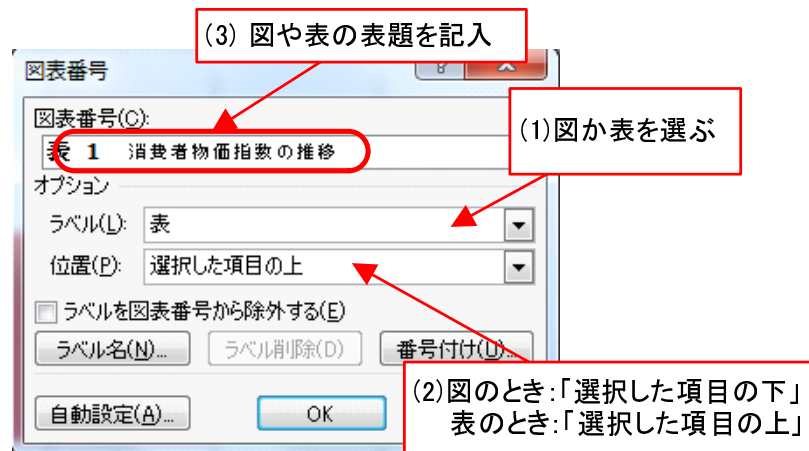 (3) 図や表の表題を記入
図表番号
?
図表番号(C):
表 1 消費者物価指数の推移
(1)図か表を選ぶ
オプション
ラベル(L):
表
位置(P):
選択した項目の上
ラベルを図表番号から除外する(E)
ラベル名(N)...
ラベル削除(D)
番号付け(U)...
(2)図のとき:「選択した項目の下」
表のとき:「選択した項目の上」
自動設定(A)...
OK